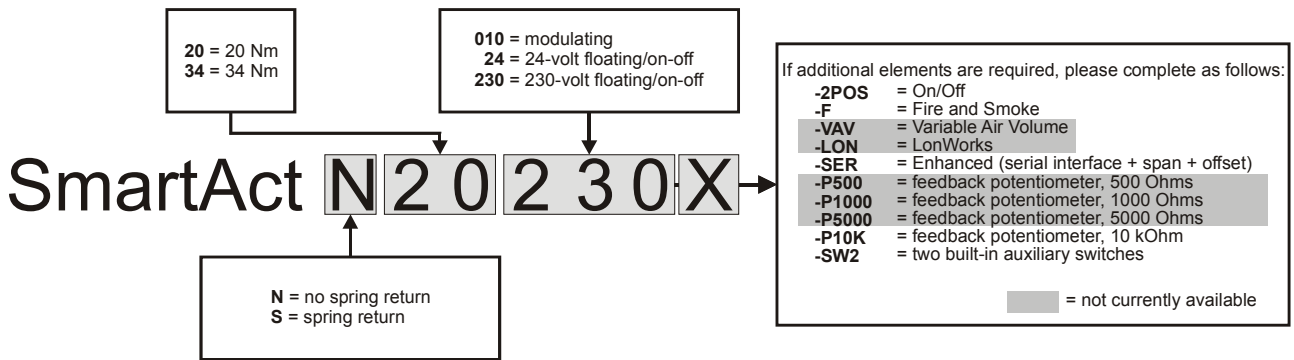 20 = 20 Nm
34 = 34 Nm
010 = modulating
24 = 24-volt floating/on-off
230 = 230-volt floating/on-off
SmartAct N 2 0 2 3 0 - X
N = no spring return
S = spring return
If additional elements are required, please complete as follows:
-2POS = On/Off
-F = Fire and Smoke
-VAV = Variable Air Volume
-LON = LonWorks
-SER = Enhanced (serial interface + span + offset)
-P500 = feedback potentiometer, 500 Ohms
-P1000 = feedback potentiometer, 1000 Ohms
-P5000 = feedback potentiometer, 5000 Ohms
-P10K = feedback potentiometer, 10 kOhm
-SW2 = two built-in auxiliary switches
= not currently available